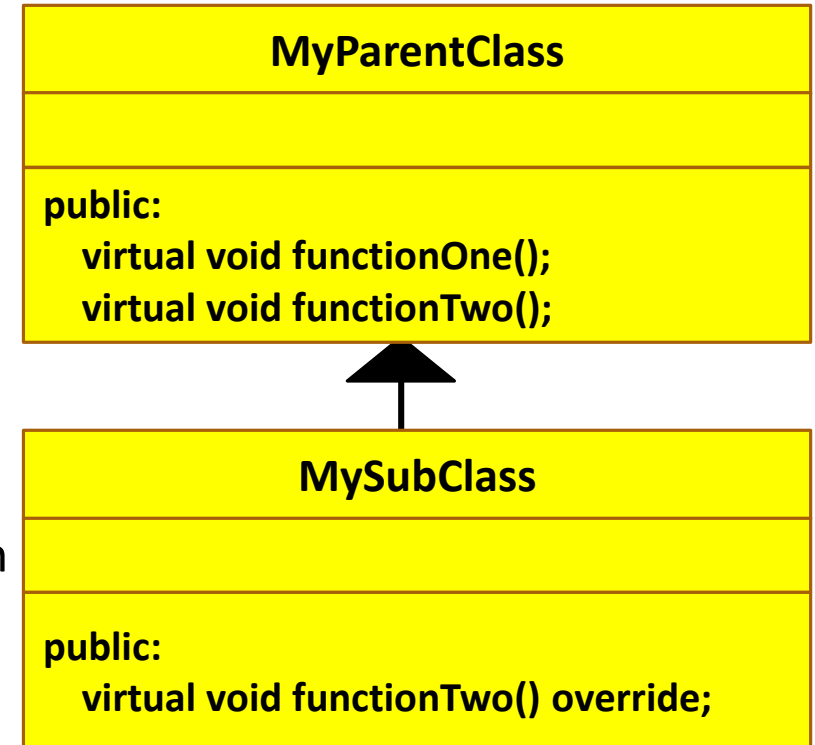 MyParentClass
public:
virtual void functionOne();
virtual void functionTwo();
MySubClass
public:
virtual void functionTwo() override;